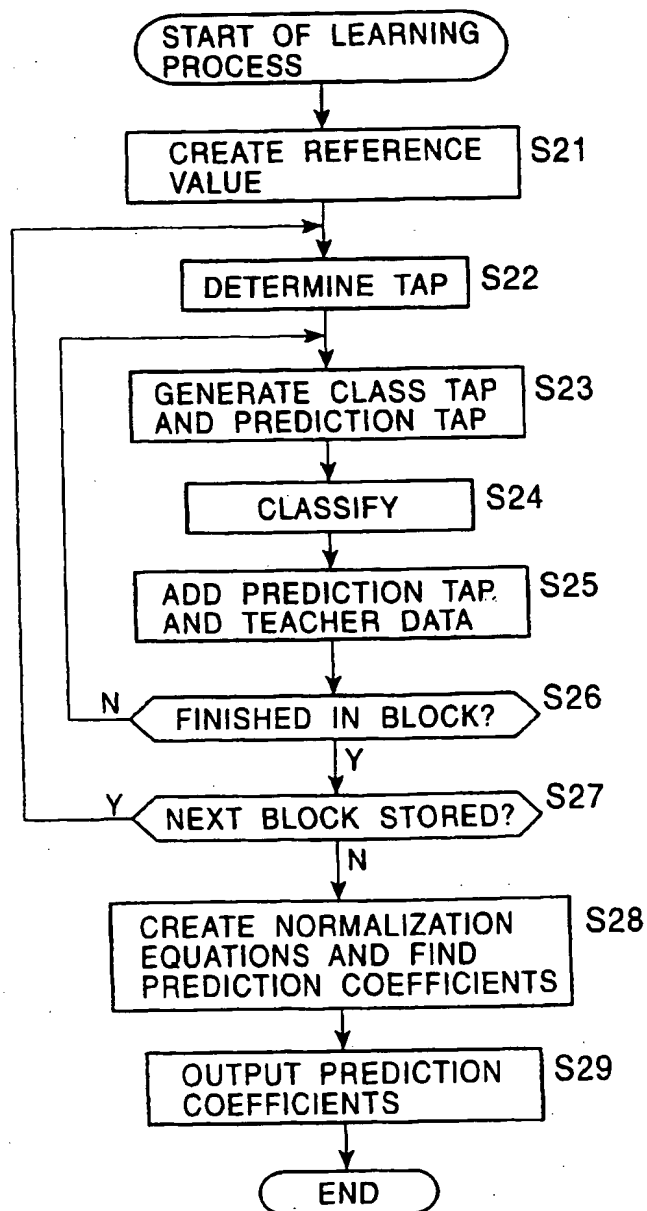 START OF LEARNING
PROCESS
CREATE REFERENCE
VALUE
S21
DETERMINE TAP
S22
GENERATE CLASS TAP
AND PREDICTION TAP
S23
CLASSIFY
S24
ADD PREDICTION TAP
AND TEACHER DATA
S25
N
FINISHED IN BLOCK?
S26
Y
Y
NEXT BLOCK STORED?
S27
N
CREATE NORMALIZATION
EQUATIONS AND FIND
PREDICTION COEFFICIENTS
S28
OUTPUT PREDICTION
COEFFICIENTS
S29
END